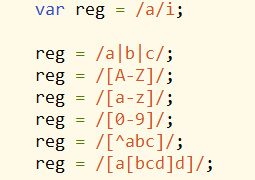 var reg = /a/i;
reg = /a|b|c/;
reg = /[A-Z]/;
reg = /[a-z]/;
reg = /[0-9]/;
reg = /[^abc]/;
reg = /[a[bcd]d]/;